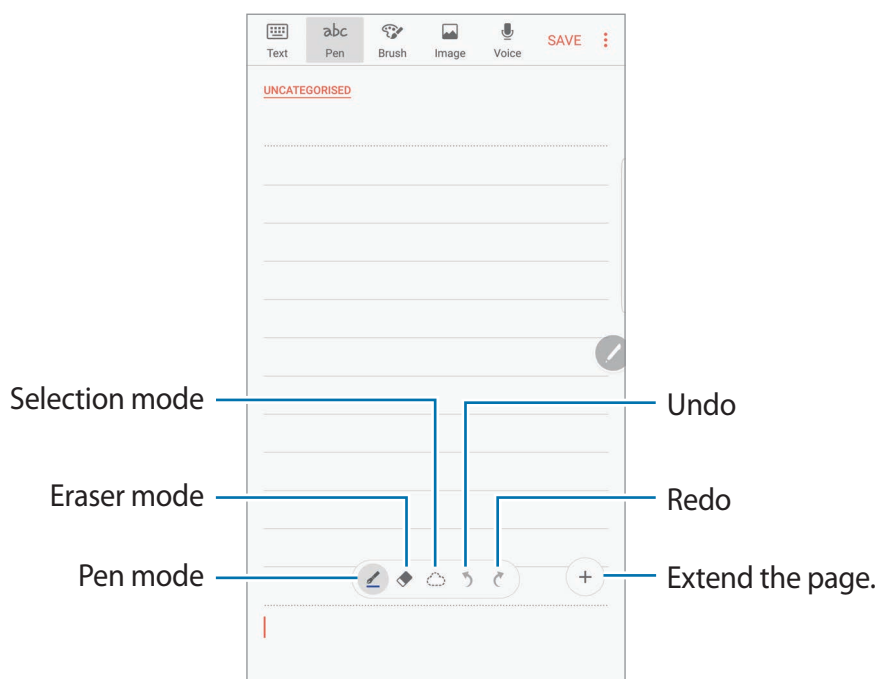 abc
Text Pen Brush Image Voice SAVE
UNCATEGORISED
Selection mode Undo
Eraser mode Redo
Pen mode Extend the page.